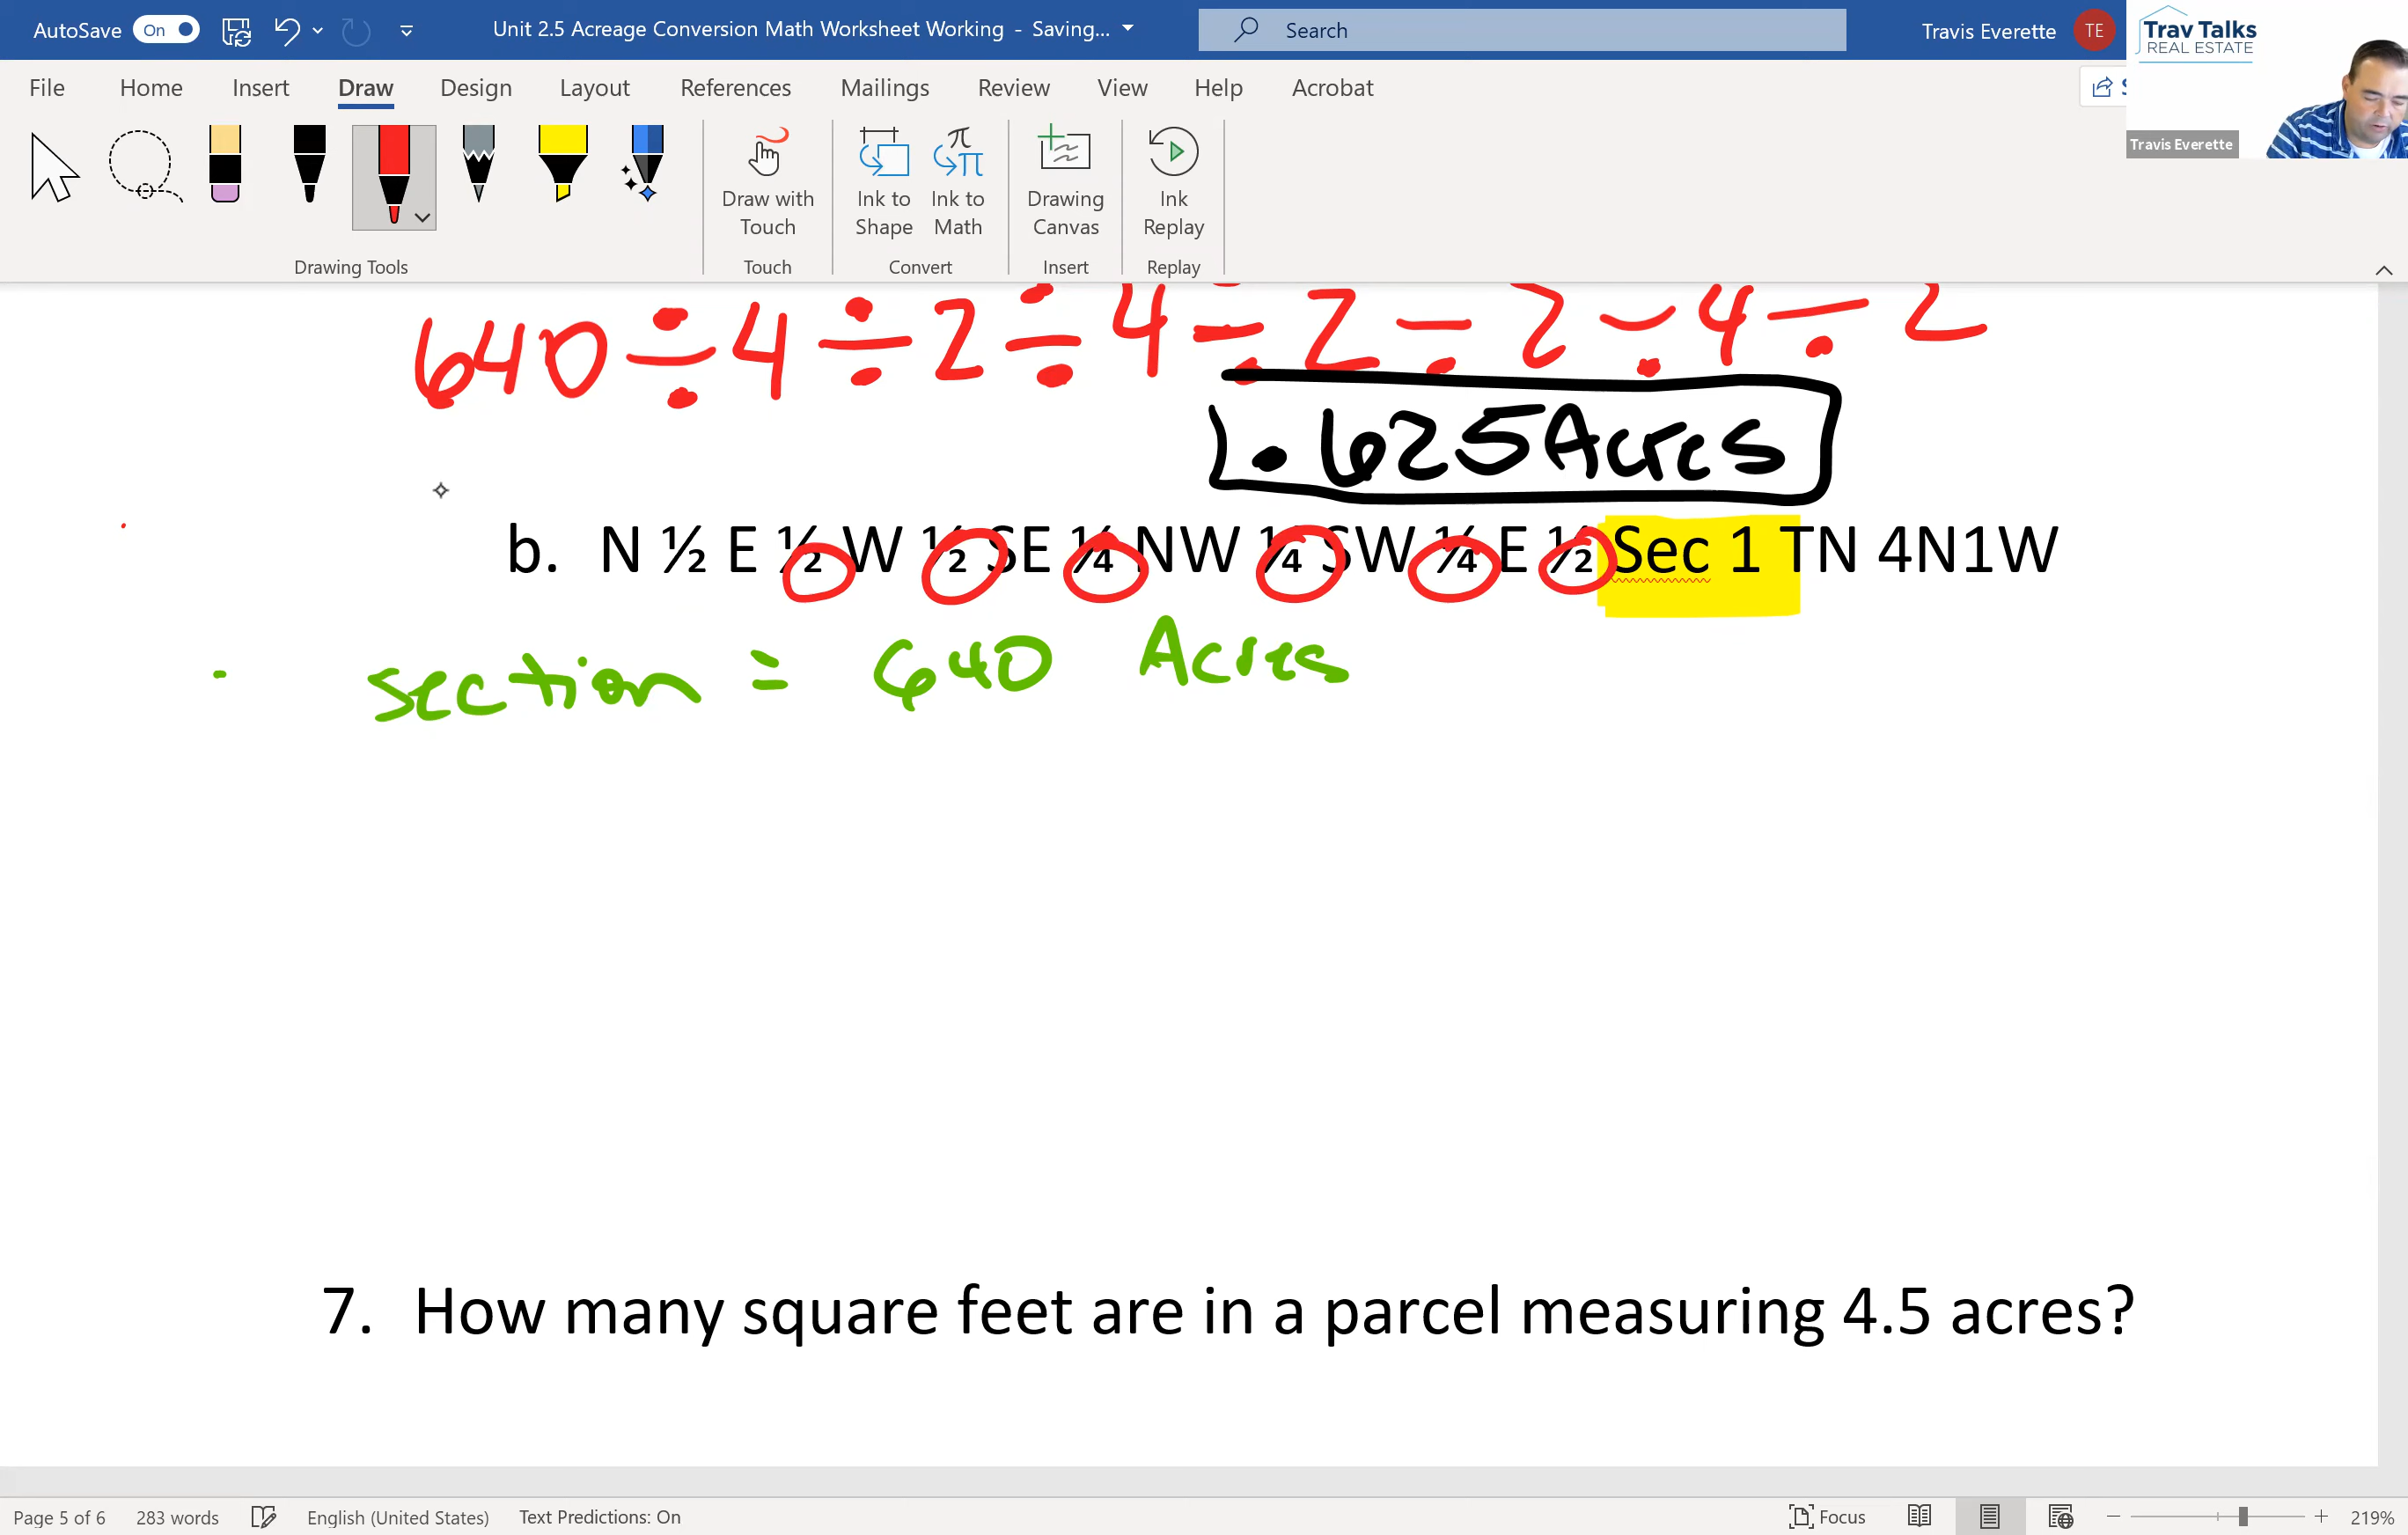 AutoSave On Unit 2.5 Acreage Conversion Math Worksheet Working - Saving... Search Travis Everette TE
Trav Talks
REAL ESTATE
File Home Insert Draw Design Layout References Mailings Review View Help Acrobat
Travis Everette
Draw with Touch
Ink to Shape
Ink to Math
Drawing Canvas
Ink Replay
Drawing Tools Touch Convert Insert Replay
640 ÷ 4 ÷ 2 ÷ 4 ÷ 2 ÷ 2 ÷ 4 ÷ 2
.625 Acres
b. N ½ E ½ W ½ SE ¼ NW ¼ SW ¼ E ½ Sec 1 TN 4N1W
section = 640 Acres
7. How many square feet are in a parcel measuring 4.5 acres?
Page 5 of 6 283 words English (United States) Text Predictions: On Focus 219%